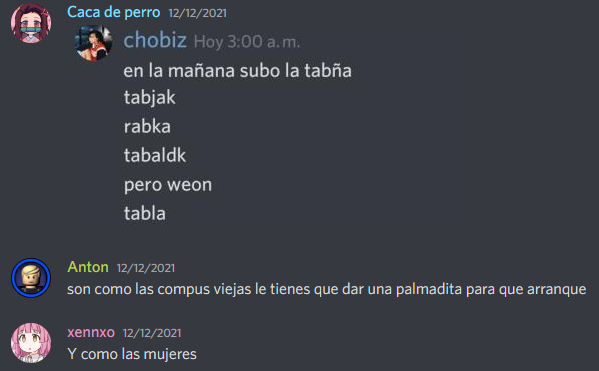 Caca de perro 12/12/2021
chobiz Hoy 3:00 a. m.
en la mañana subo la tabña
tabjak
rabka
tabaldk
pero weon
tabla
Anton 12/12/2021
son como las compus viejas le tienes que dar una palmadita para que arranque
xennxo 12/12/2021
Y como las mujeres